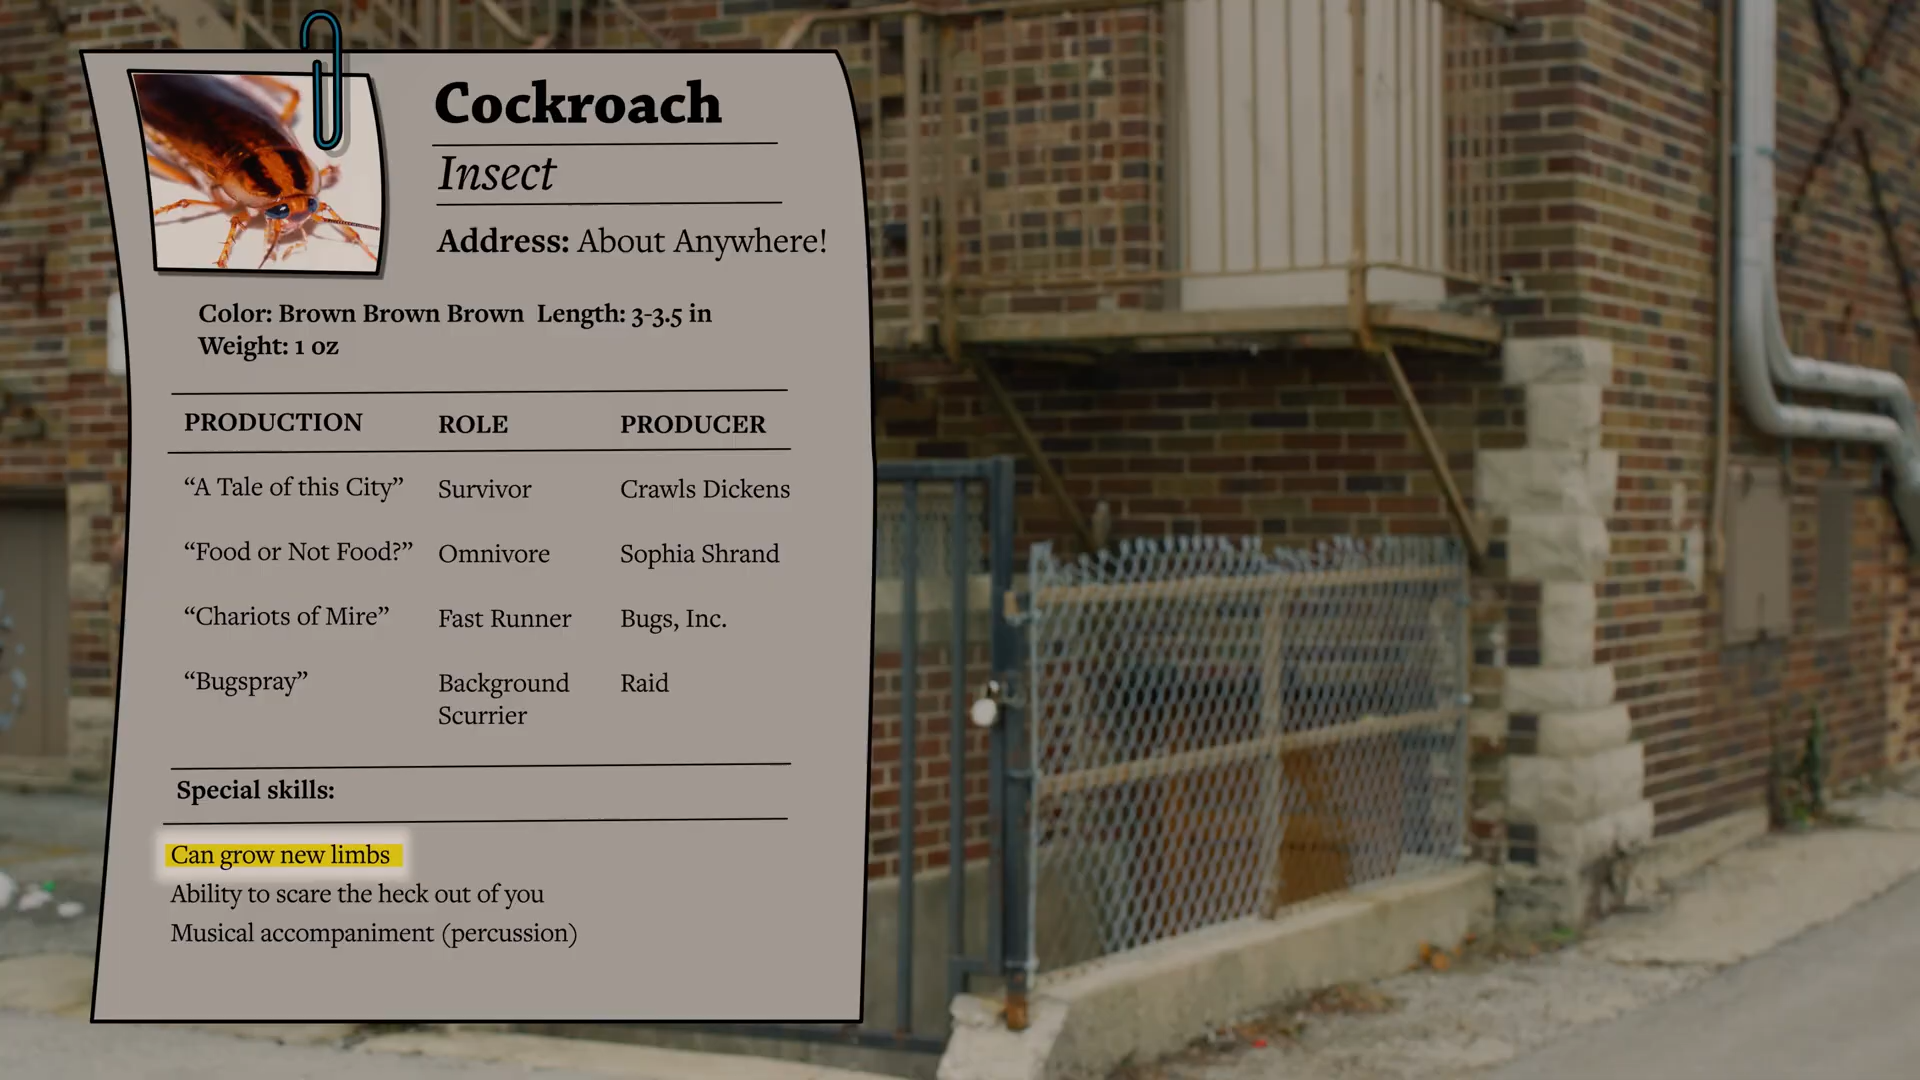 Cockroach
Insect
Address: About Anywhere!
Color: Brown Brown Brown Length: 3-3.5 in
Weight: 1 oz
PRODUCTION ROLE PRODUCER
“A Tale of this City” Survivor Crawls Dickens
“Food or Not Food?” Omnivore Sophia Shrand
“Chariots of Mire” Fast Runner Bugs, Inc.
“Bugspray” Background Raid
Scurrier
Special skills:
Can grow new limbs
Ability to scare the heck out of you
Musical accompaniment (percussion)